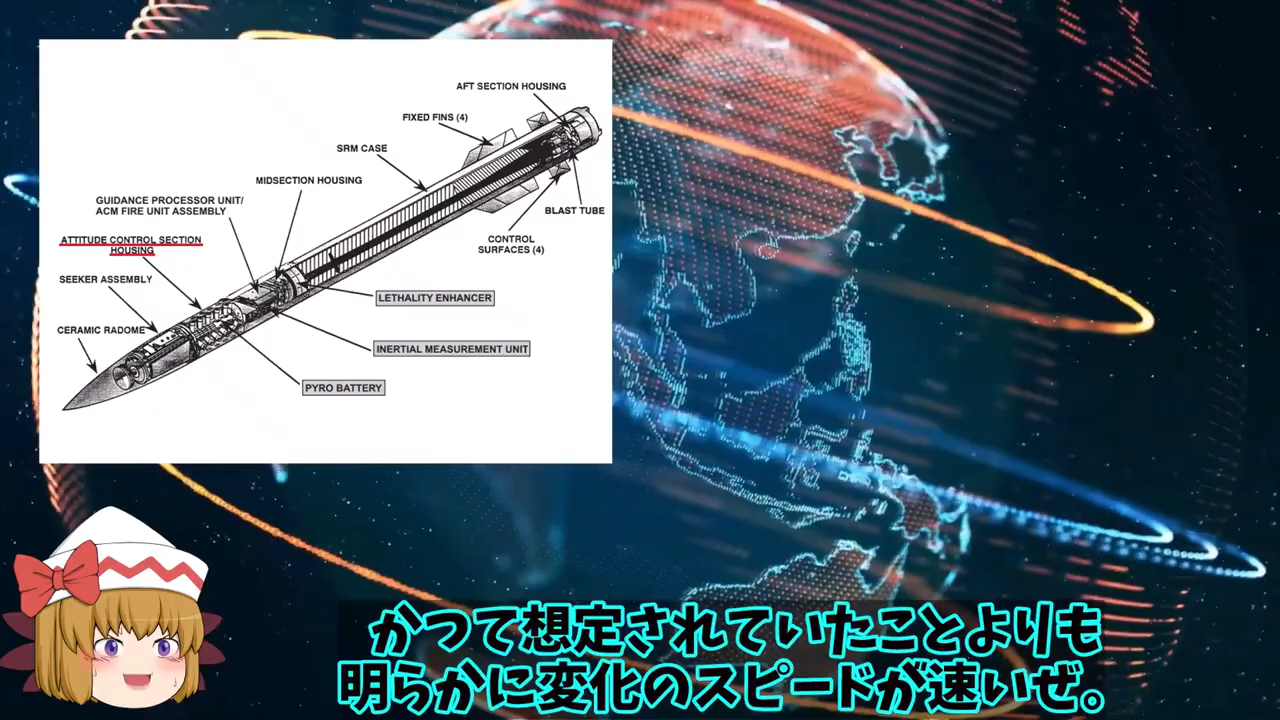 AFT SECTION HOUSING
FIXED FINS (4)
SRM CASE
MIDSECTION HOUSING
GUIDANCE PROCESSOR UNIT/
ACM FIRE UNIT ASSEMBLY
BLAST TUBE
ATTITUDE CONTROL SECTION
HOUSING
CONTROL
SURFACES (4)
SEEKER ASSEMBLY
LETHALITY ENHANCER
CERAMIC RADOME
INERTIAL MEASUREMENT UNIT
PYRO BATTERY
かつて想定されていたことよりも
明らかに変化のスピードが速いぜ。